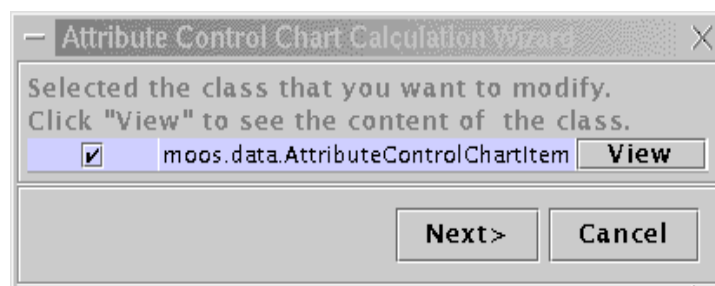 Attribute Control Chart Calculation Wizard
Selected the class that you want to modify.
Click "View" to see the content of the class.
moos.data.AttributeControlChartItem View
Next> Cancel